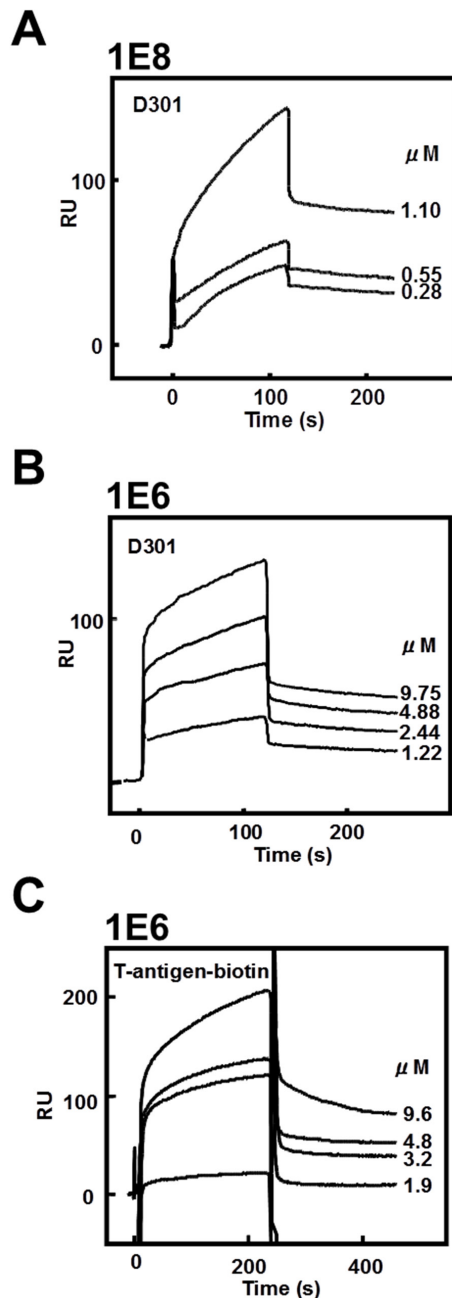 A
1E8
D301
μM
100
1.10
RU
0.55
0.28
0
0 100 200
Time (s)
B
1E6
D301
100
RU
μM
9.75
4.88
2.44
1.22
0 100 200
Time (s)
C
1E6
T-antigen-biotin
200
μM
RU
100
9.6
4.8
3.2
1.9
0
0 200 400
Time (s)